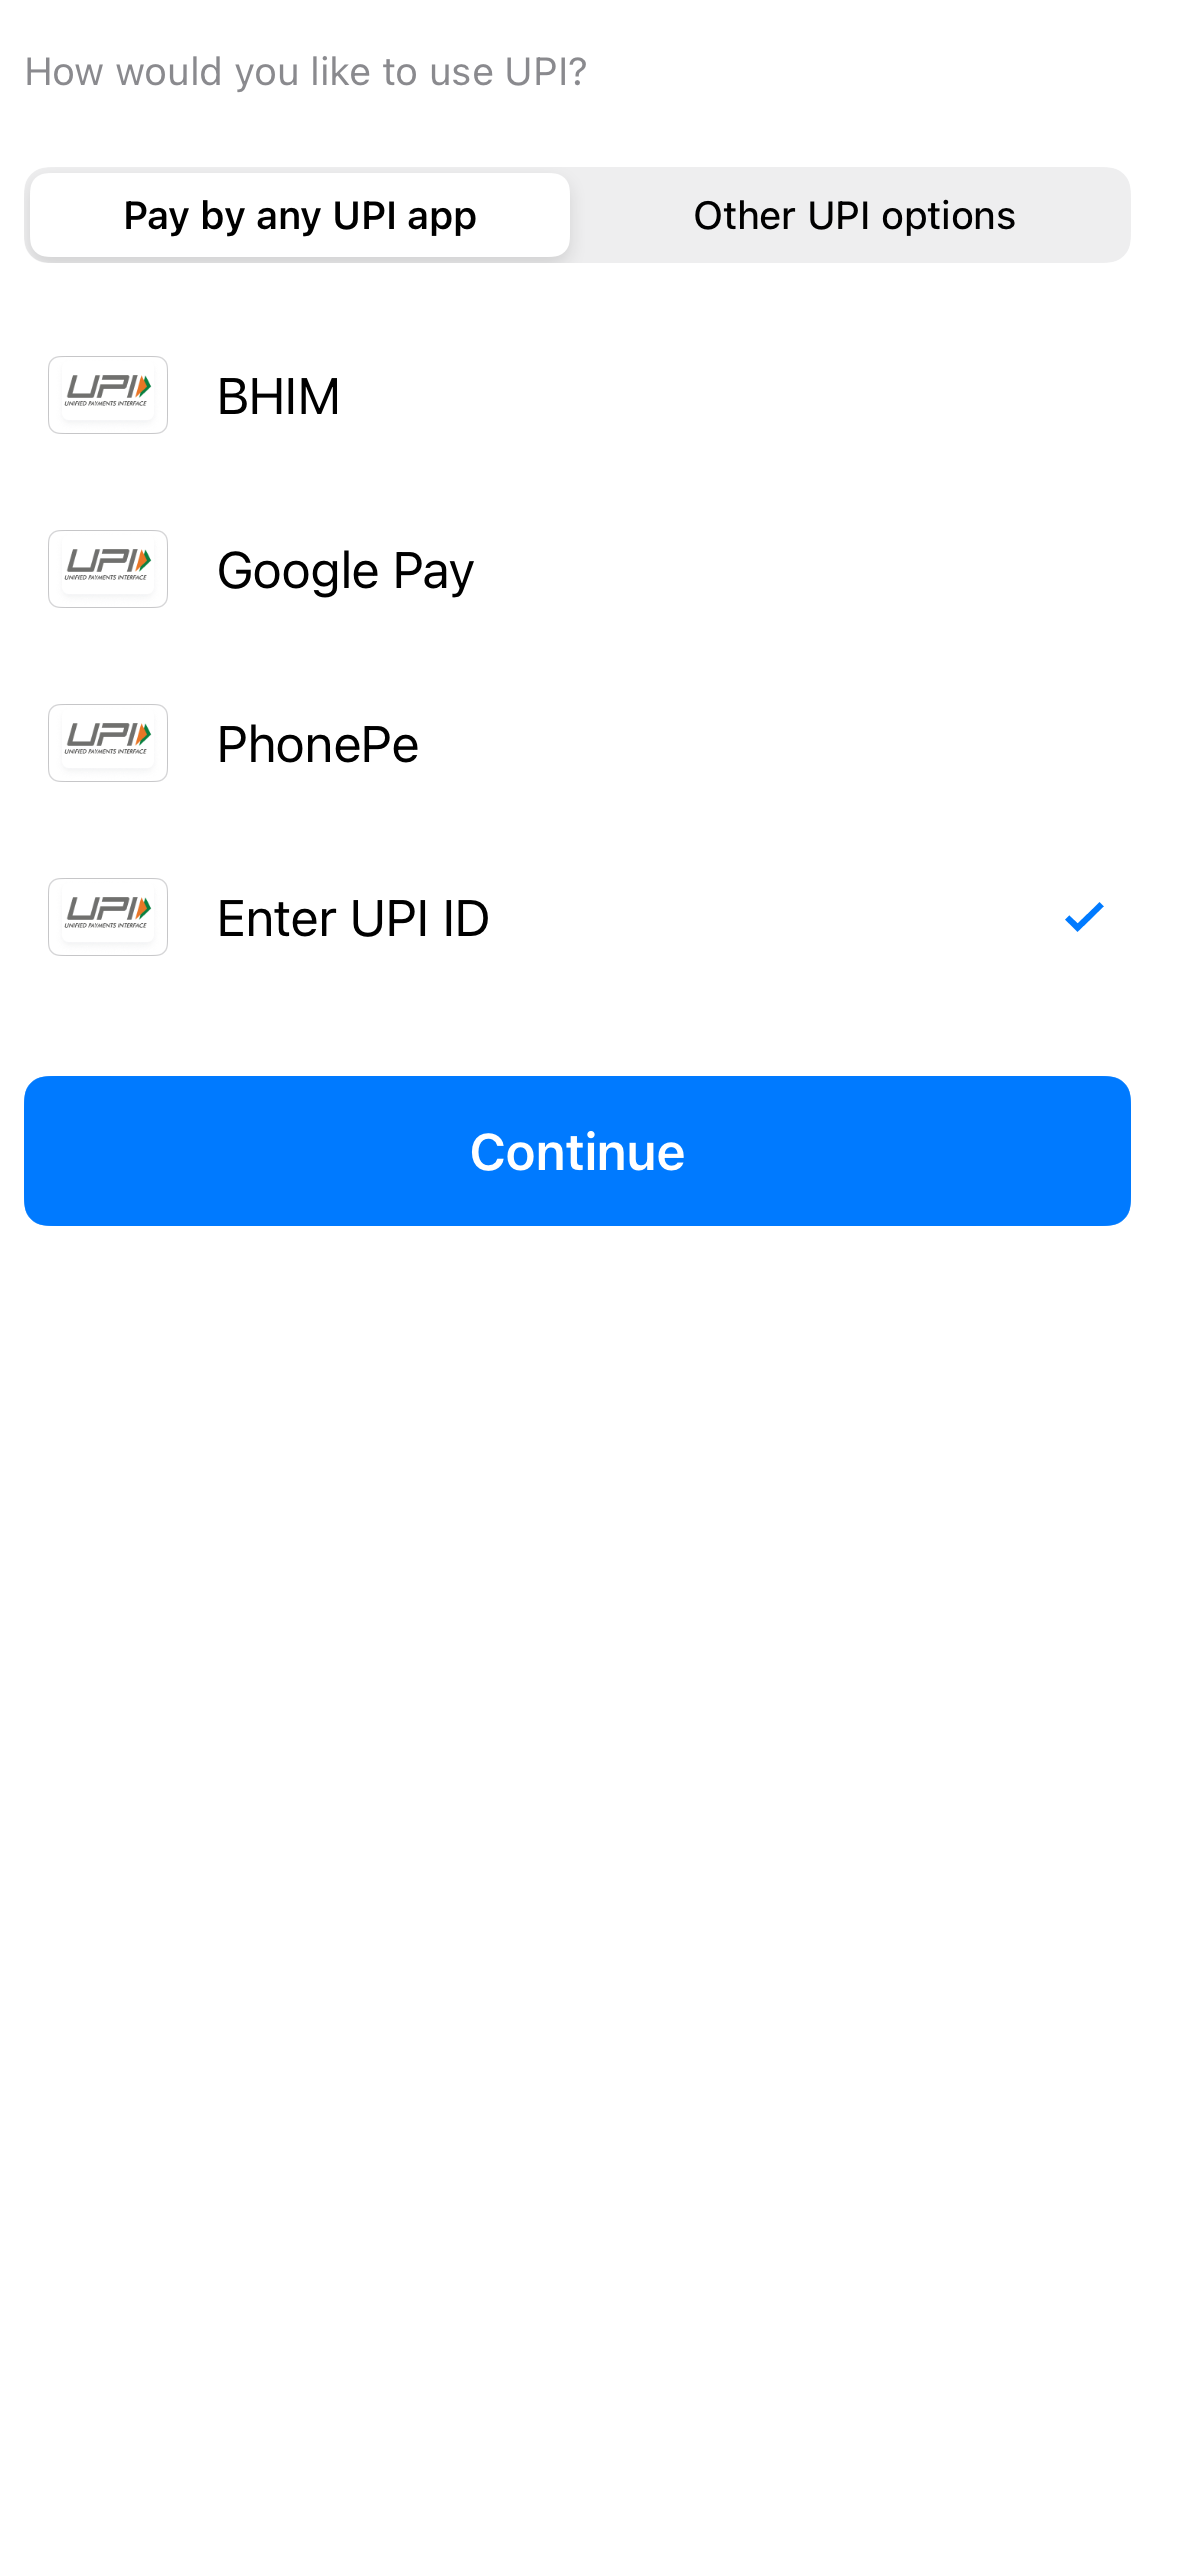 How would you like to use UPI?
Pay by any UPI app
Other UPI options
UPI
UNIFIED PAYMENTS INTERFACE
BHIM
UPI
UNIFIED PAYMENTS INTERFACE
Google Pay
UPI
UNIFIED PAYMENTS INTERFACE
PhonePe
UPI
UNIFIED PAYMENTS INTERFACE
Enter UPI ID
Continue